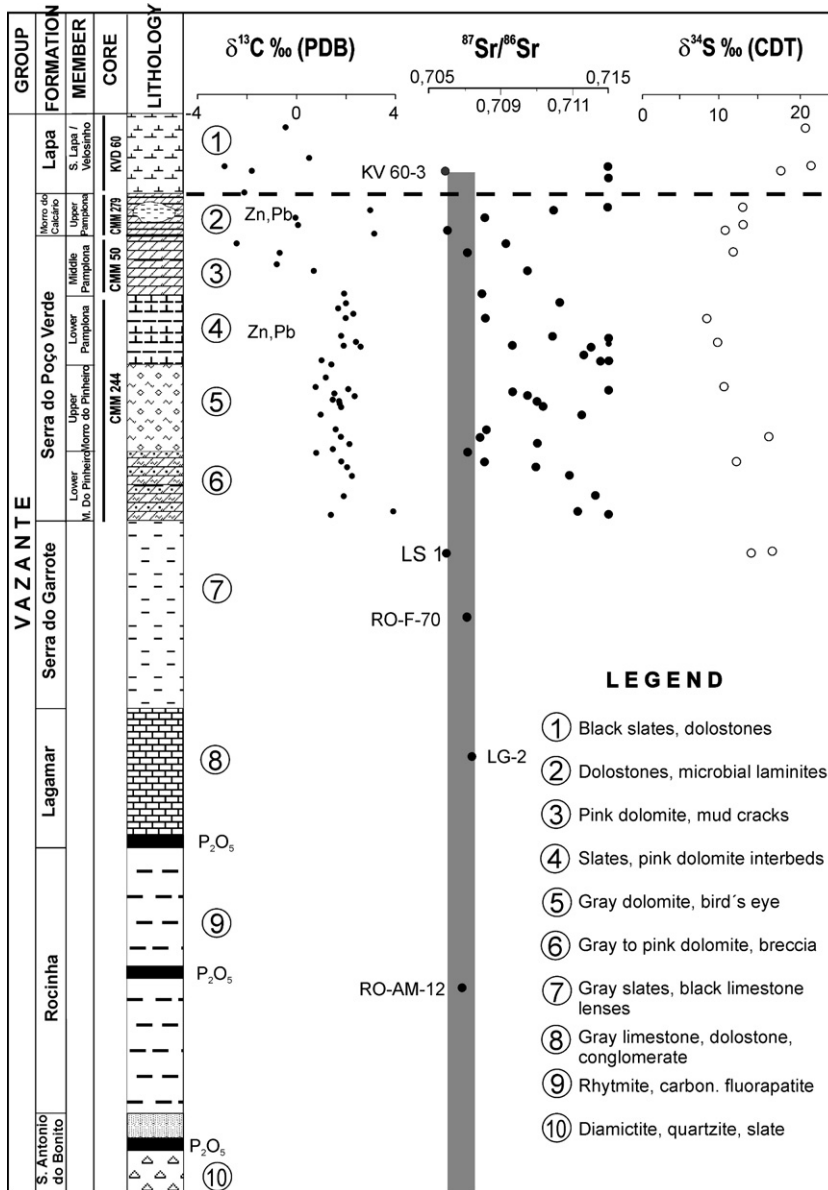 GROUP
FORMATION
MEMBER
CORE
LITHOLOGY
δ¹³C ‰ (PDB)
⁸⁷Sr/⁸⁶Sr
δ³⁴S ‰ (CDT)
-4 0 4
0,705 0,715
0,709 0,711
0 10 20
VAZANTE
Lapa
S. Lapa /
Velosinho
KVD 60
1
KV 60-3
Morro do
Calcário
Upper
Pamplona
CMM 279
2
Zn,Pb
Serra do Poço Verde
Middle
Pamplona
CMM 50
3
Lower
Pamplona
CMM 244
4
Zn,Pb
Upper
Morro do Pinheiro
5
Lower
M. Do Pinheiro
6
Serra do Garrote
7
LS 1
RO-F-70
Lagamar
8
LG-2
P₂O₅
Rocinha
9
P₂O₅
RO-AM-12
S. Antonio
do Bonito
P₂O₅
10
LEGEND
1 Black slates, dolostones
2 Dolostones, microbial laminites
3 Pink dolomite, mud cracks
4 Slates, pink dolomite interbeds
5 Gray dolomite, bird´s eye
6 Gray to pink dolomite, breccia
7 Gray slates, black limestone
lenses
8 Gray limestone, dolostone,
conglomerate
9 Rhytmite, carbon. fluorapatite
10 Diamictite, quartzite, slate